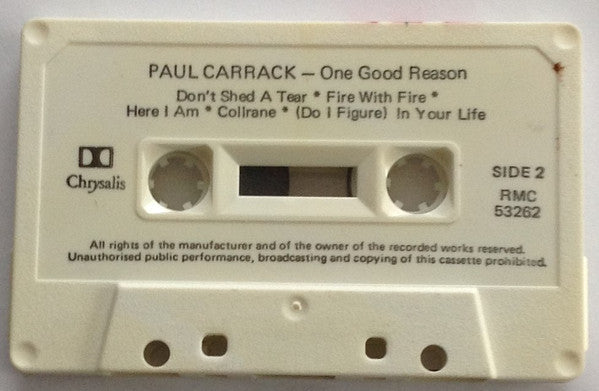 PAUL CARRACK — One Good Reason
Don't Shed A Tear * Fire With Fire *
Here I Am * Collrane * (Do I Figure) In Your Life
Chrysalis
SIDE 2
RMC
53262
All rights of the manufacturer and of the owner of the recorded works reserved.
Unauthorised public performance, broadcasting and copying of this cassette prohibited.